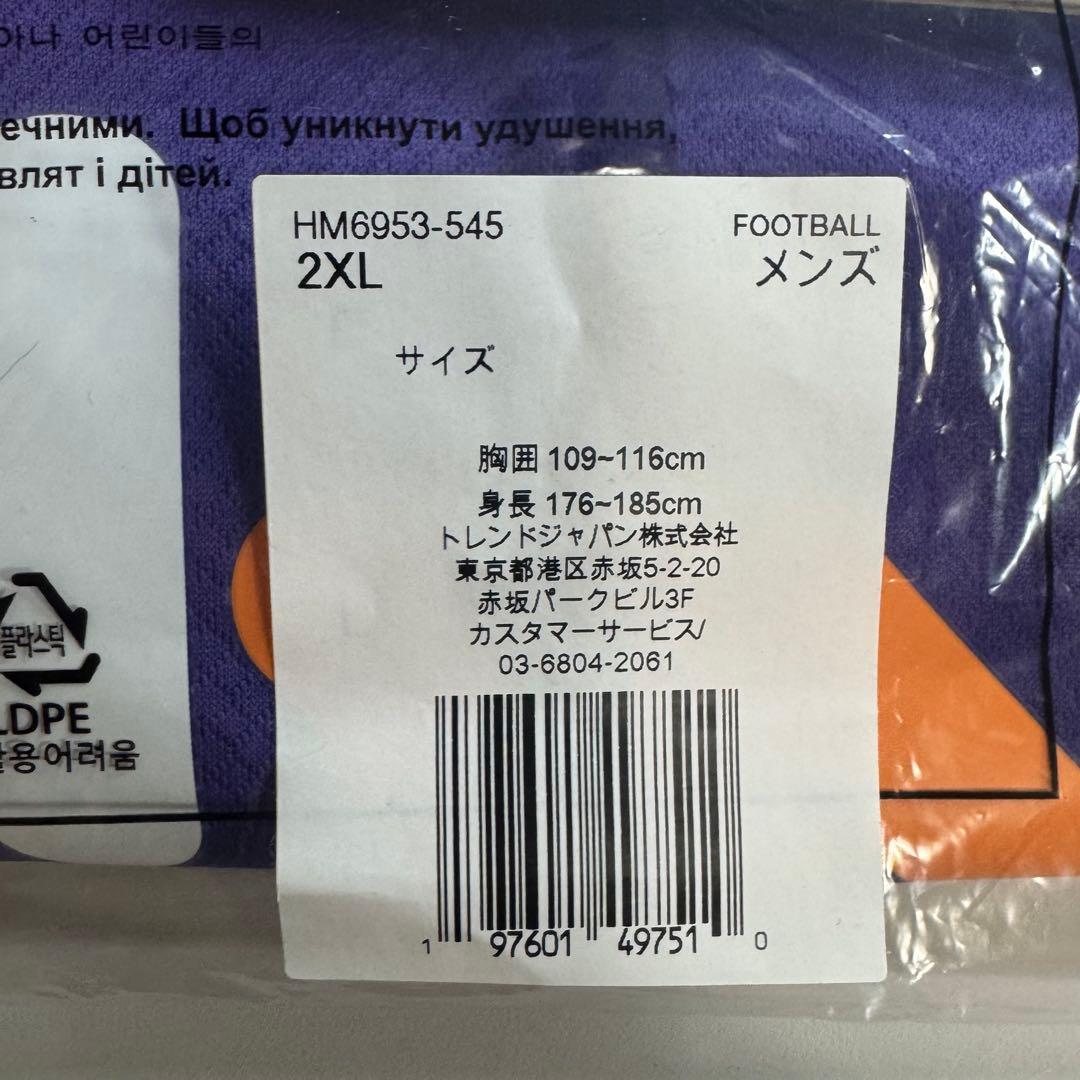 어린이들의
Щоб уникнути удушення,
і дітей.
HM6953-545
FOOTBALL
2XL
メンズ
サイズ
胸囲 109~116cm
身長 176~185cm
トレンドジャパン株式会社
東京都港区赤坂5-2-20
赤坂パークビル3F
カスタマーサービス/
03-6804-2061
플라스틱
LDPE
활용어려움
1 97601 49751 0